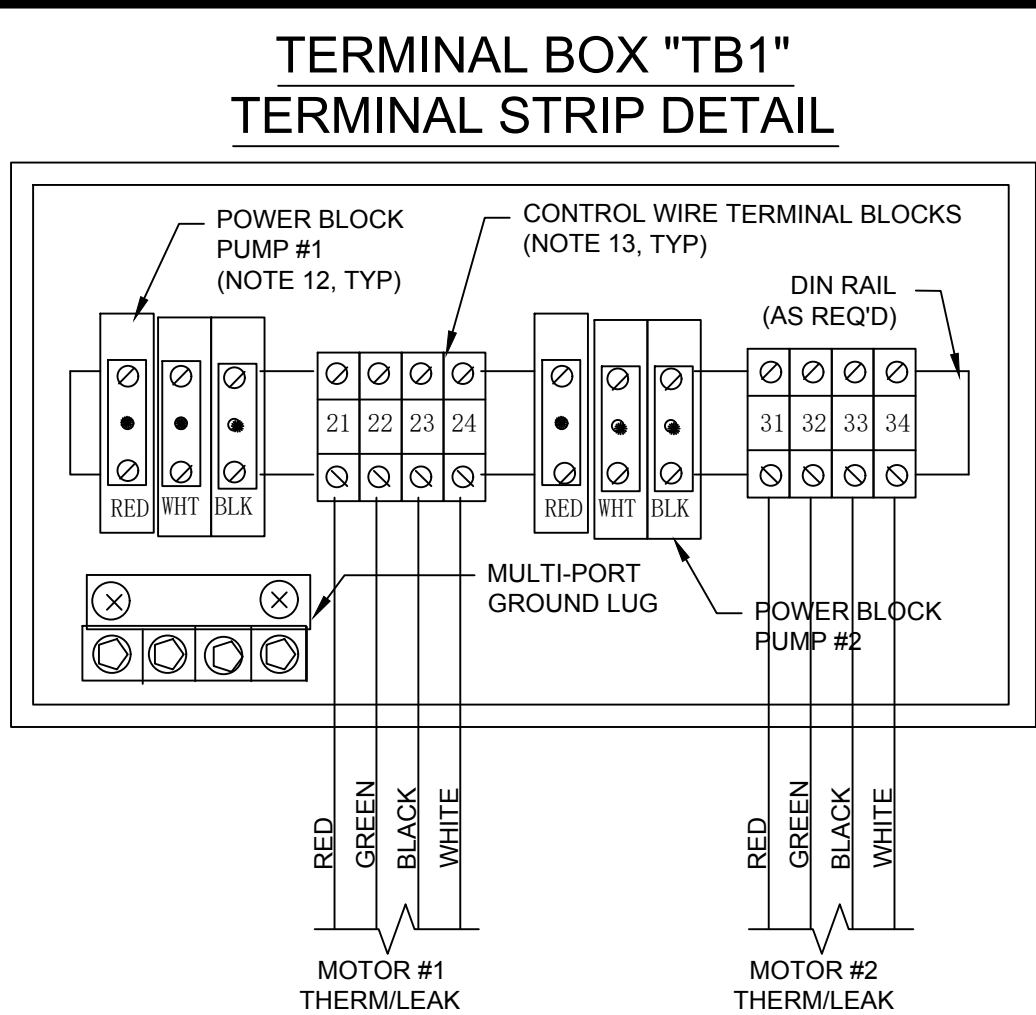 TERMINAL BOX "TB1"
TERMINAL STRIP DETAIL
POWER BLOCK
PUMP #1
(NOTE 12, TYP)
CONTROL WIRE TERMINAL BLOCKS
(NOTE 13, TYP)
DIN RAIL
(AS REQ'D)
21 22 23 24
31 32 33 34
RED WHT BLK
RED WHT BLK
MULTI-PORT
GROUND LUG
POWER BLOCK
PUMP #2
RED
GREEN
BLACK
WHITE
RED
GREEN
BLACK
WHITE
MOTOR #1
THERM/LEAK
MOTOR #2
THERM/LEAK